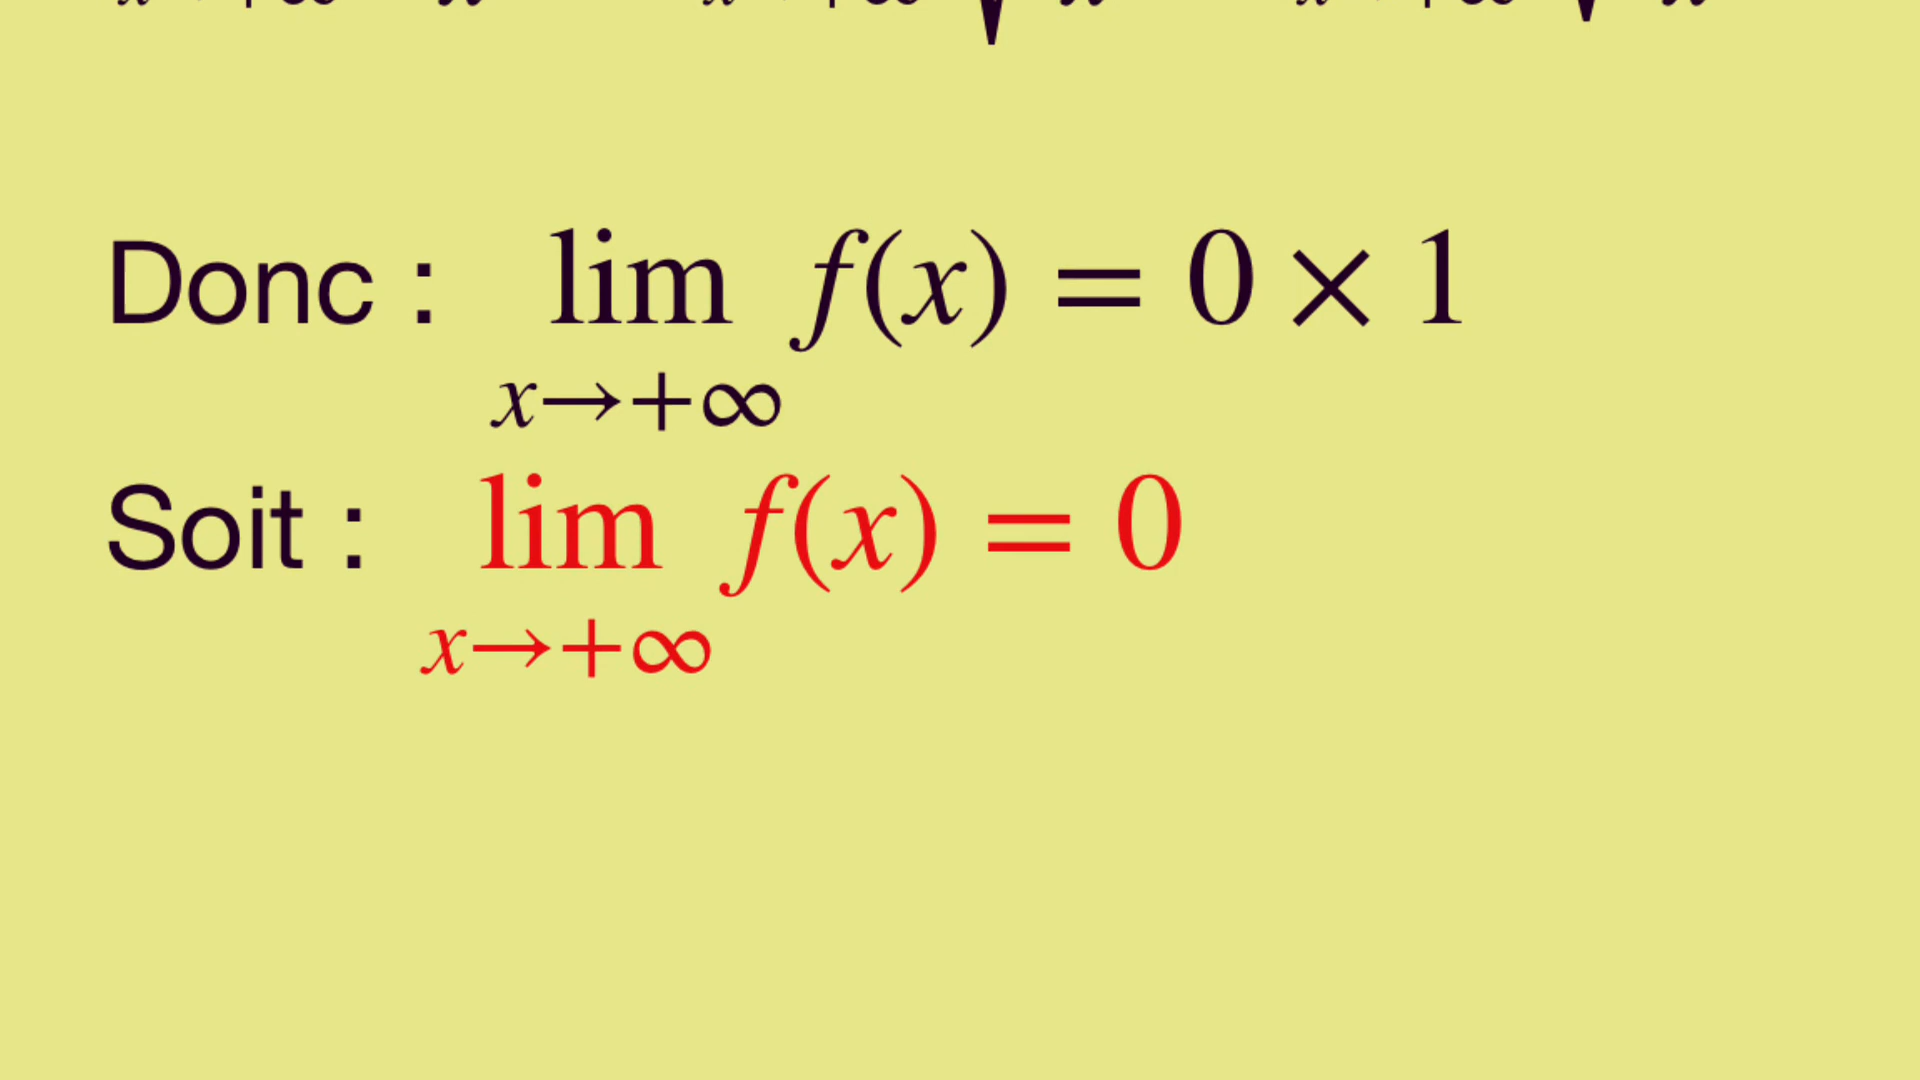 Donc : lim f(x) = 0 × 1
x→+∞
Soit : lim f(x) = 0
x→+∞